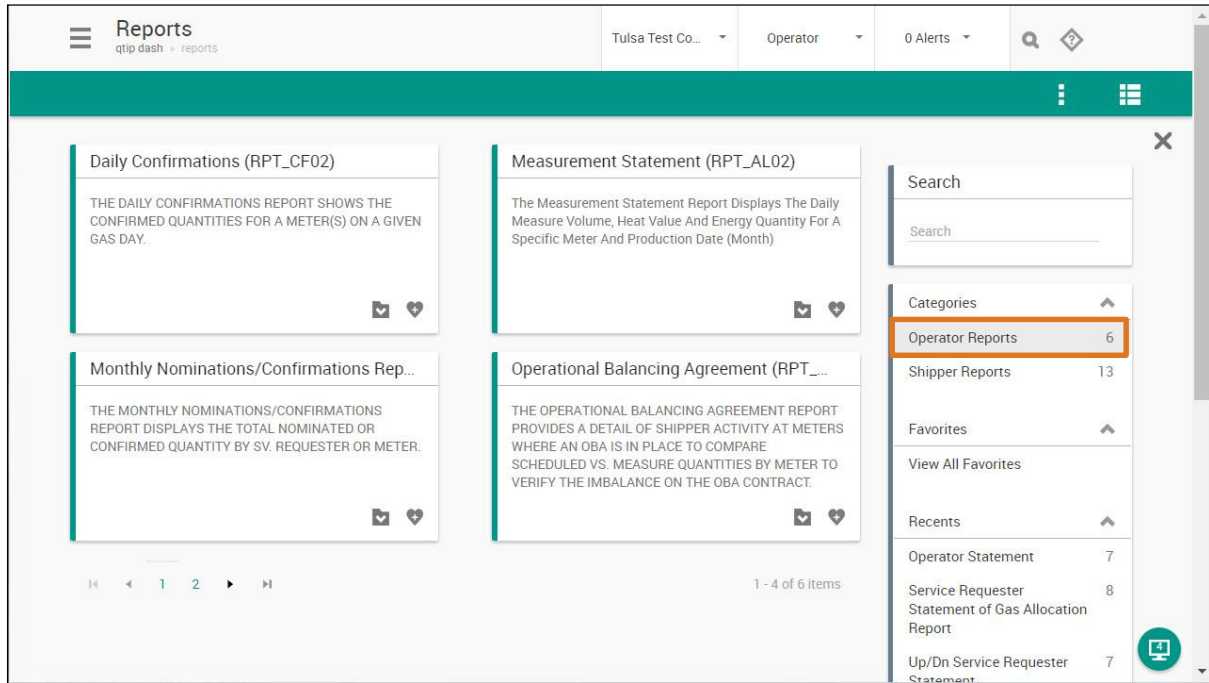 Reports
qtip dash » reports
Tulsa Test Co...
Operator
0 Alerts
Daily Confirmations (RPT_CF02)
THE DAILY CONFIRMATIONS REPORT SHOWS THE
CONFIRMED QUANTITIES FOR A METER(S) ON A GIVEN
GAS DAY.
Measurement Statement (RPT_AL02)
The Measurement Statement Report Displays The Daily
Measure Volume, Heat Value And Energy Quantity For A
Specific Meter And Production Date (Month)
Monthly Nominations/Confirmations Rep...
THE MONTHLY NOMINATIONS/CONFIRMATIONS
REPORT DISPLAYS THE TOTAL NOMINATED OR
CONFIRMED QUANTITY BY SV. REQUESTER OR METER.
Operational Balancing Agreement (RPT_...
THE OPERATIONAL BALANCING AGREEMENT REPORT
PROVIDES A DETAIL OF SHIPPER ACTIVITY AT METERS
WHERE AN OBA IS IN PLACE TO COMPARE
SCHEDULED VS. MEASURE QUANTITIES BY METER TO
VERIFY THE IMBALANCE ON THE OBA CONTRACT.
1 2
1 - 4 of 6 items
Search
Search
Categories
Operator Reports 6
Shipper Reports 13
Favorites
View All Favorites
Recents
Operator Statement 7
Service Requester 8
Statement of Gas Allocation
Report
Up/Dn Service Requester 7
Statement
4